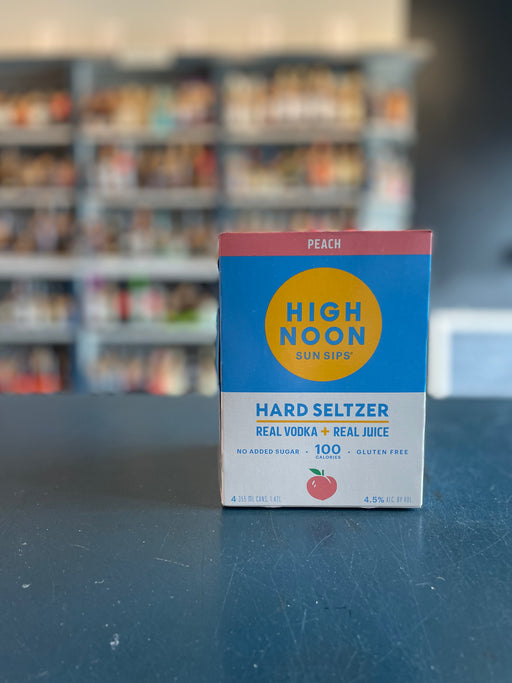 PEACH
HIGH
NOON
SUN SIPS®
HARD SELTZER
REAL VODKA + REAL JUICE
NO ADDED SUGAR • 100 CALORIES • GLUTEN FREE
4 355 ML CANS, 1.42L
4.5% ALC. BY VOL.